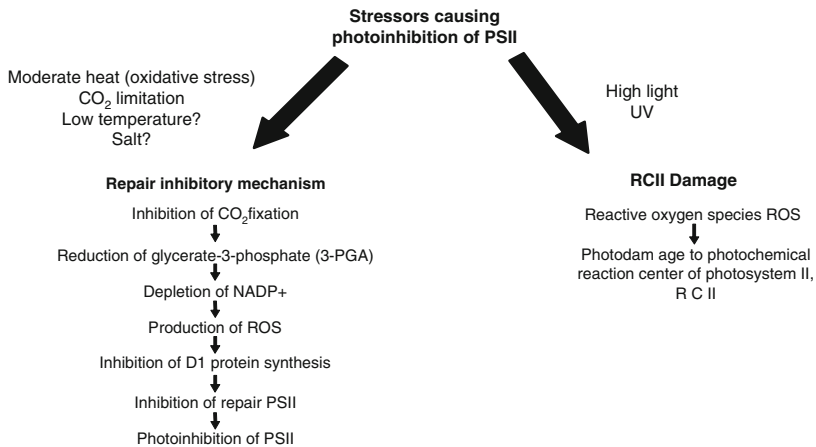 Stressors causing
photoinhibition of PSII
Moderate heat (oxidative stress)
CO2 limitation
Low temperature?
Salt?
High light
UV
Repair inhibitory mechanism
Inhibition of CO2fixation
Reduction of glycerate-3-phosphate (3-PGA)
Depletion of NADP+
Production of ROS
Inhibition of D1 protein synthesis
Inhibition of repair PSII
Photoinhibition of PSII
RCII Damage
Reactive oxygen species ROS
Photodam age to photochemical
reaction center of photosystem II,
R C II